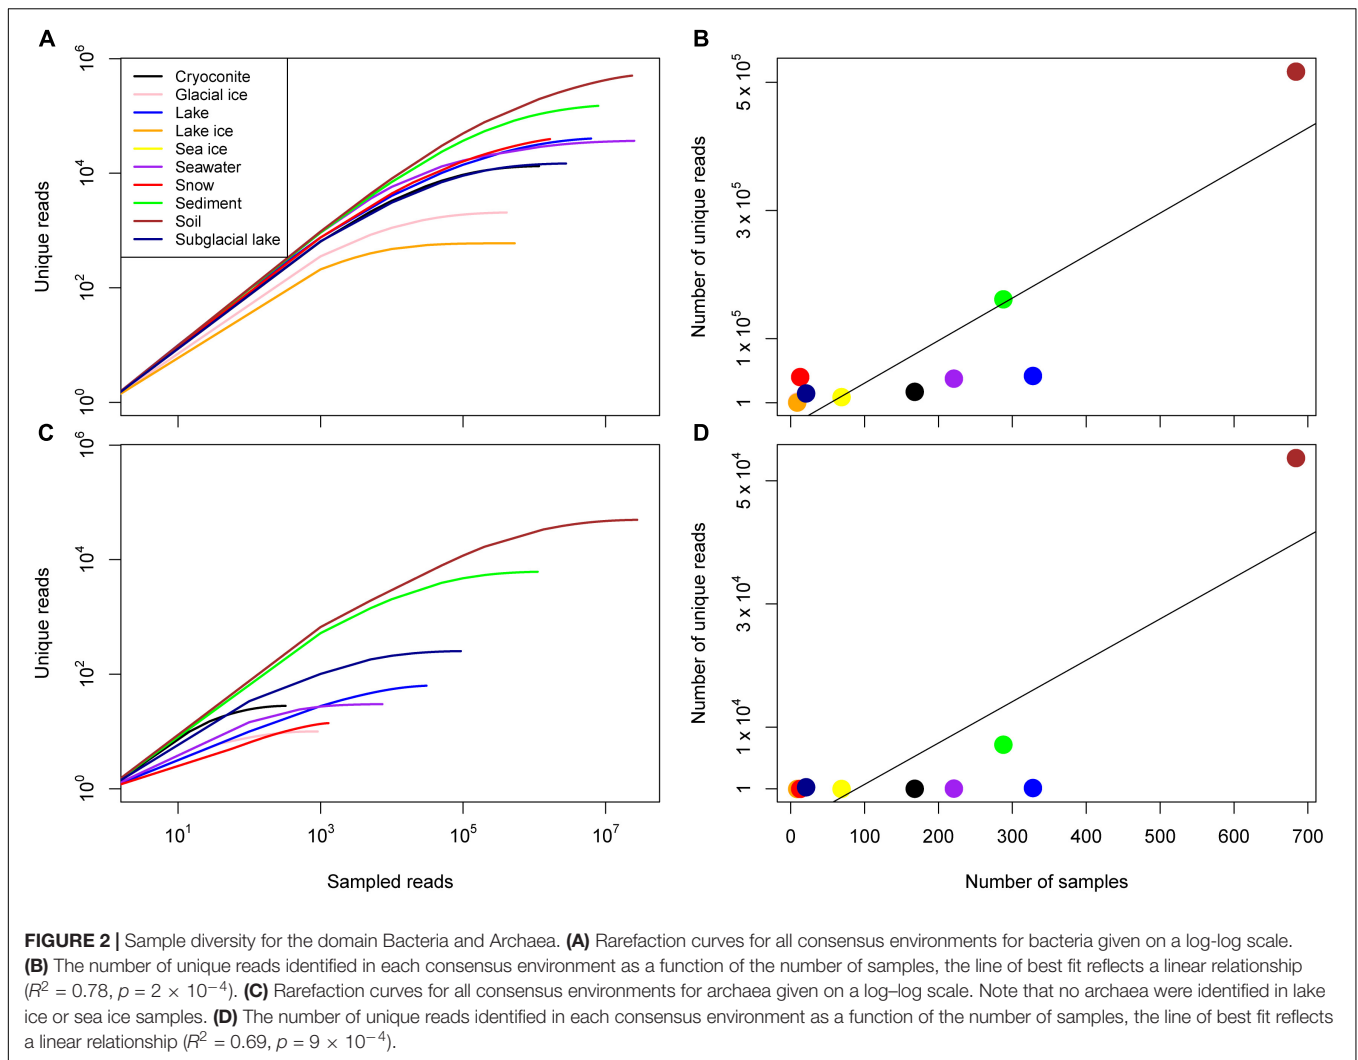 A
Unique reads
10^6
10^4
10^2
10^0
Cryoconite
Glacial ice
Lake
Lake ice
Sea ice
Seawater
Snow
Sediment
Soil
Subglacial lake
B
Number of unique reads
5 x 10^5
3 x 10^5
1 x 10^5
1
C
Unique reads
10^6
10^4
10^2
10^0
10^1
10^3
10^5
10^7
Sampled reads
D
Number of unique reads
5 x 10^4
3 x 10^4
1 x 10^4
1
0
100
200
300
400
500
600
700
Number of samples
FIGURE 2 | Sample diversity for the domain Bacteria and Archaea. (A) Rarefaction curves for all consensus environments for bacteria given on a log-log scale.
(B) The number of unique reads identified in each consensus environment as a function of the number of samples, the line of best fit reflects a linear relationship
(R² = 0.78, p = 2 × 10⁻⁴). (C) Rarefaction curves for all consensus environments for archaea given on a log–log scale. Note that no archaea were identified in lake
ice or sea ice samples. (D) The number of unique reads identified in each consensus environment as a function of the number of samples, the line of best fit reflects
a linear relationship (R² = 0.69, p = 9 × 10⁻⁴).